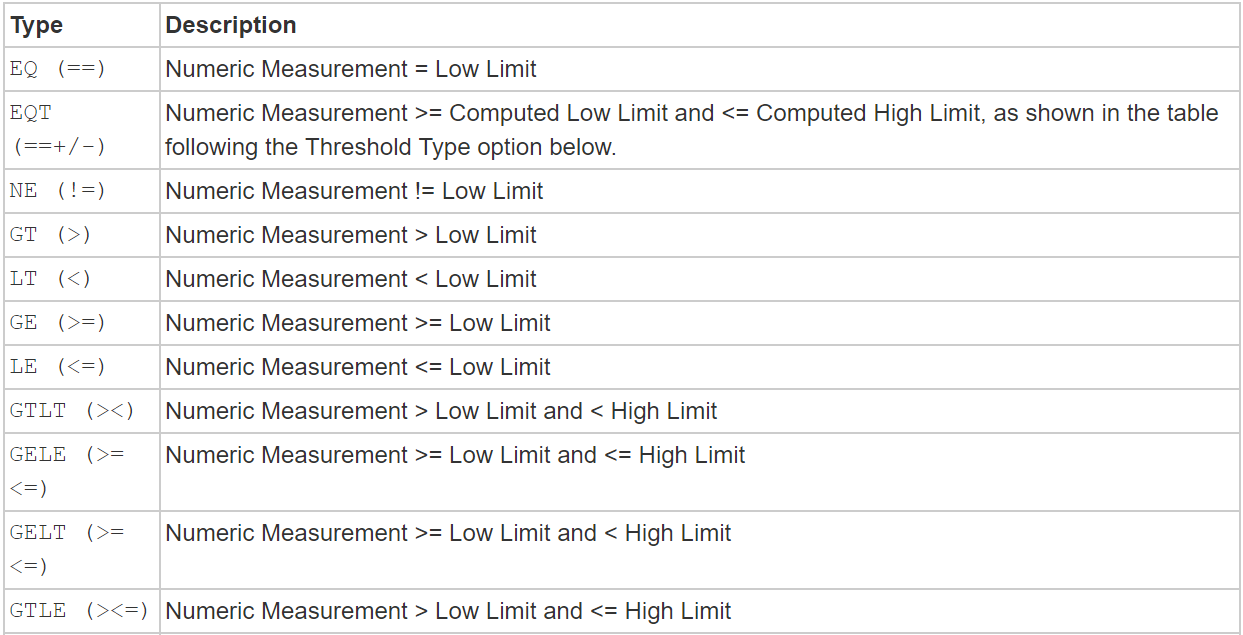 Type Description
EQ (==) Numeric Measurement = Low Limit
EQT Numeric Measurement >= Computed Low Limit and <= Computed High Limit, as shown in the table
(==+/-) following the Threshold Type option below.
NE (!=) Numeric Measurement != Low Limit
GT (>) Numeric Measurement > Low Limit
LT (<) Numeric Measurement < Low Limit
GE (>=) Numeric Measurement >= Low Limit
LE (<=) Numeric Measurement <= Low Limit
GTLT (><) Numeric Measurement > Low Limit and < High Limit
GELE (>= Numeric Measurement >= Low Limit and <= High Limit
<=)
GELT (>= Numeric Measurement >= Low Limit and < High Limit
<=)
GTLE (><=) Numeric Measurement > Low Limit and <= High Limit